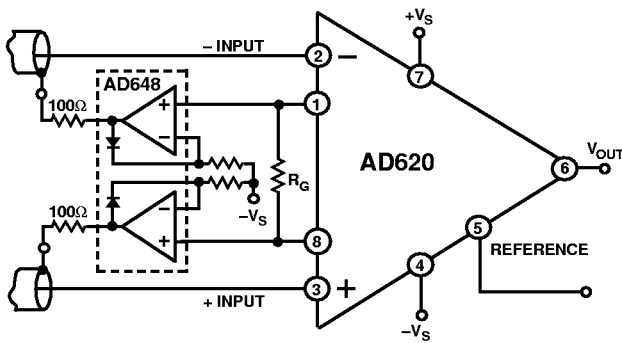 +VS
– INPUT
2
–
7
AD648
100Ω
+
–
1
AD620
RG
6
VOUT
–VS
100Ω
–
+
8
5
REFERENCE
4
3
+
+ INPUT
–VS